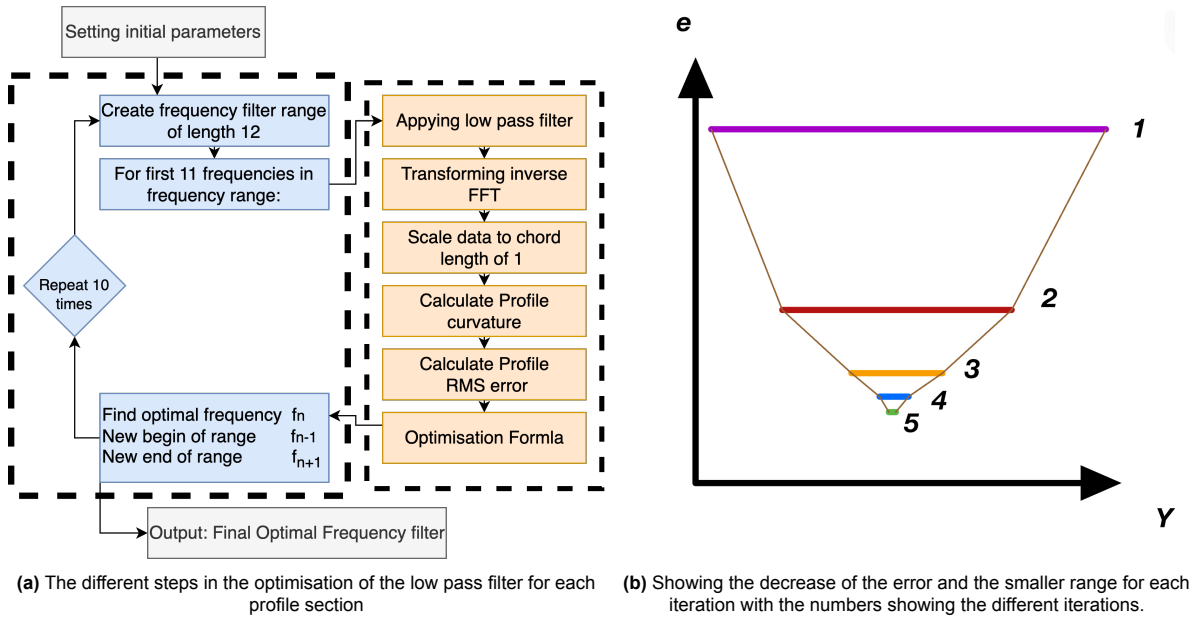 Setting initial parameters
Create frequency filter range
of length 12
For first 11 frequencies in
frequency range:
Repeat 10
times
Find optimal frequency fn
New begin of range fn-1
New end of range fn+1
Output: Final Optimal Frequency filter
Applying low pass filter
Transforming inverse
FFT
Scale data to chord
length of 1
Calculate Profile
curvature
Calculate Profile
RMS error
Optimisation Formla
(a) The different steps in the optimisation of the low pass filter for each
profile section
e
1
2
3
4
5
Y
(b) Showing the decrease of the error and the smaller range for each
iteration with the numbers showing the different iterations.